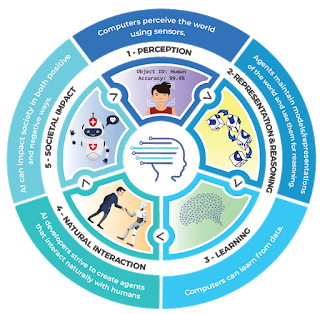 Computers perceive the world
using sensors.
1 - PERCEPTION
Object ID: Human
Accuracy: 99.4%
Agents maintain models/representations
of the world and use them for reasoning.
2-REPRESENTATION & REASONING
3 - LEARNING
Computers can learn from data.
4 - NATURAL INTERACTION
AI developers strive to create agents
that interact naturally with humans
5 - SOCIETAL IMPACT
AI can impact society in both positive
and negative ways.